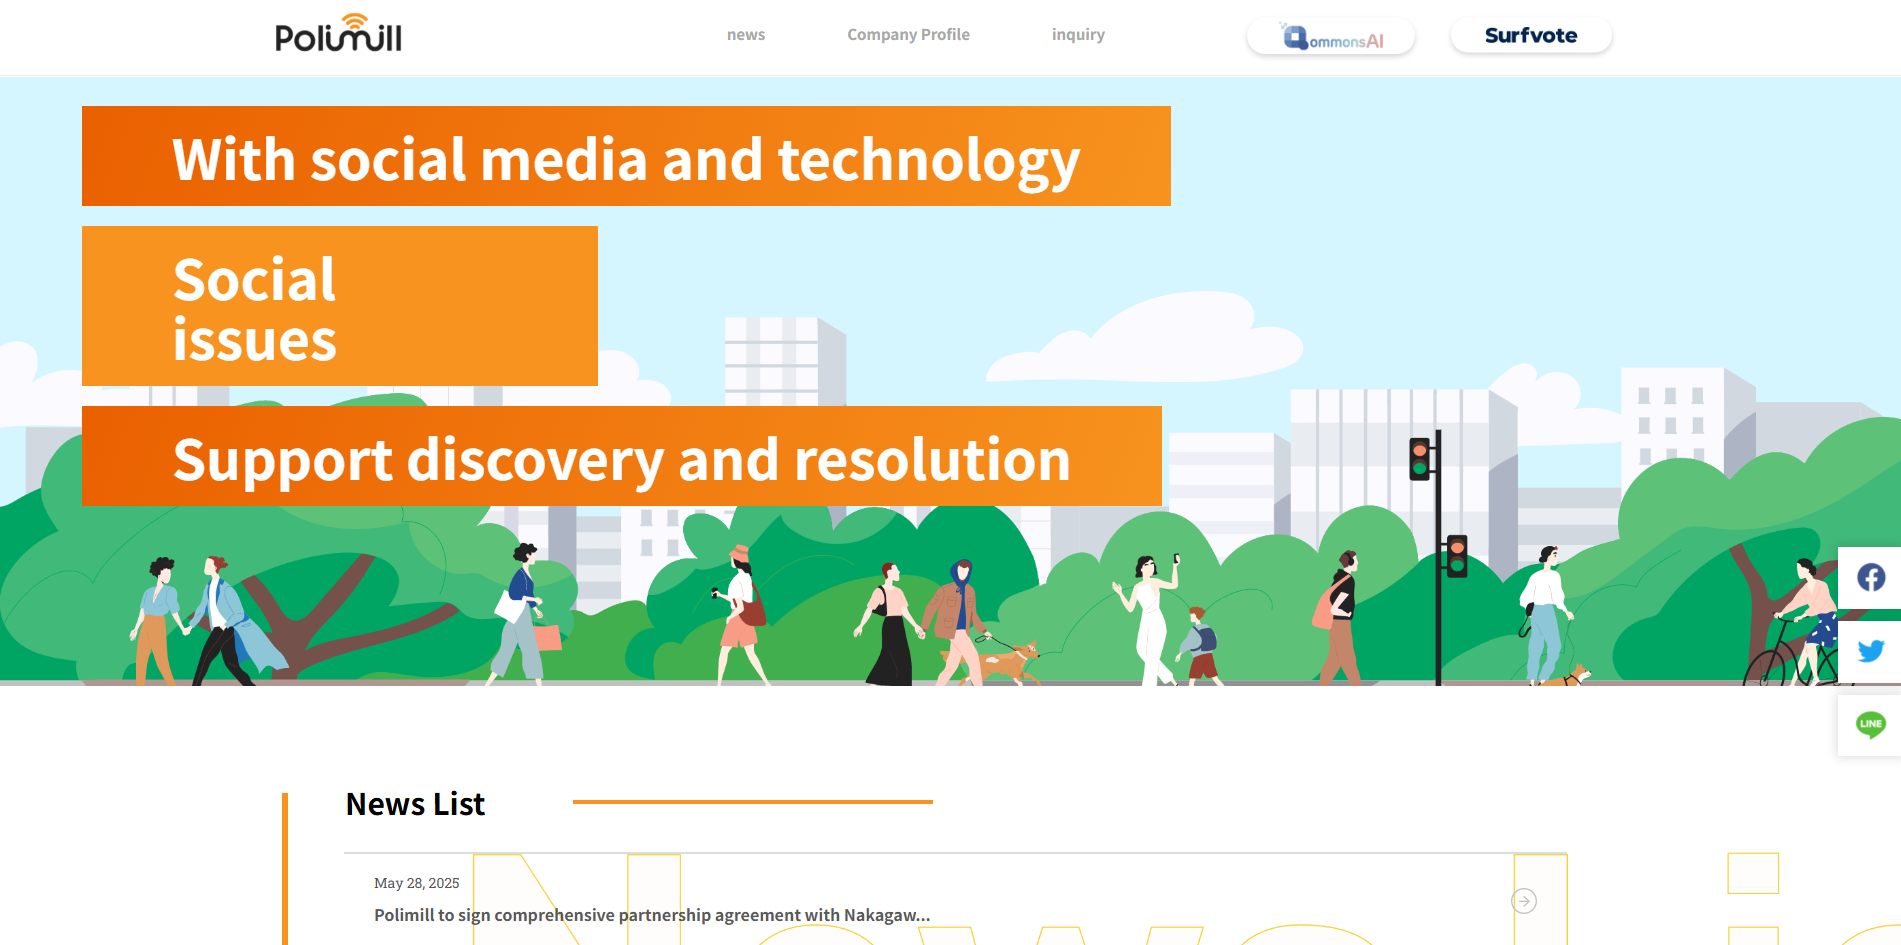 Polimill
news
Company Profile
inquiry
QommonsAI
Surfvote
With social media and technology
Social
issues
Support discovery and resolution
LINE
News List
May 28, 2025
Polimill to sign comprehensive partnership agreement with Nakagaw...